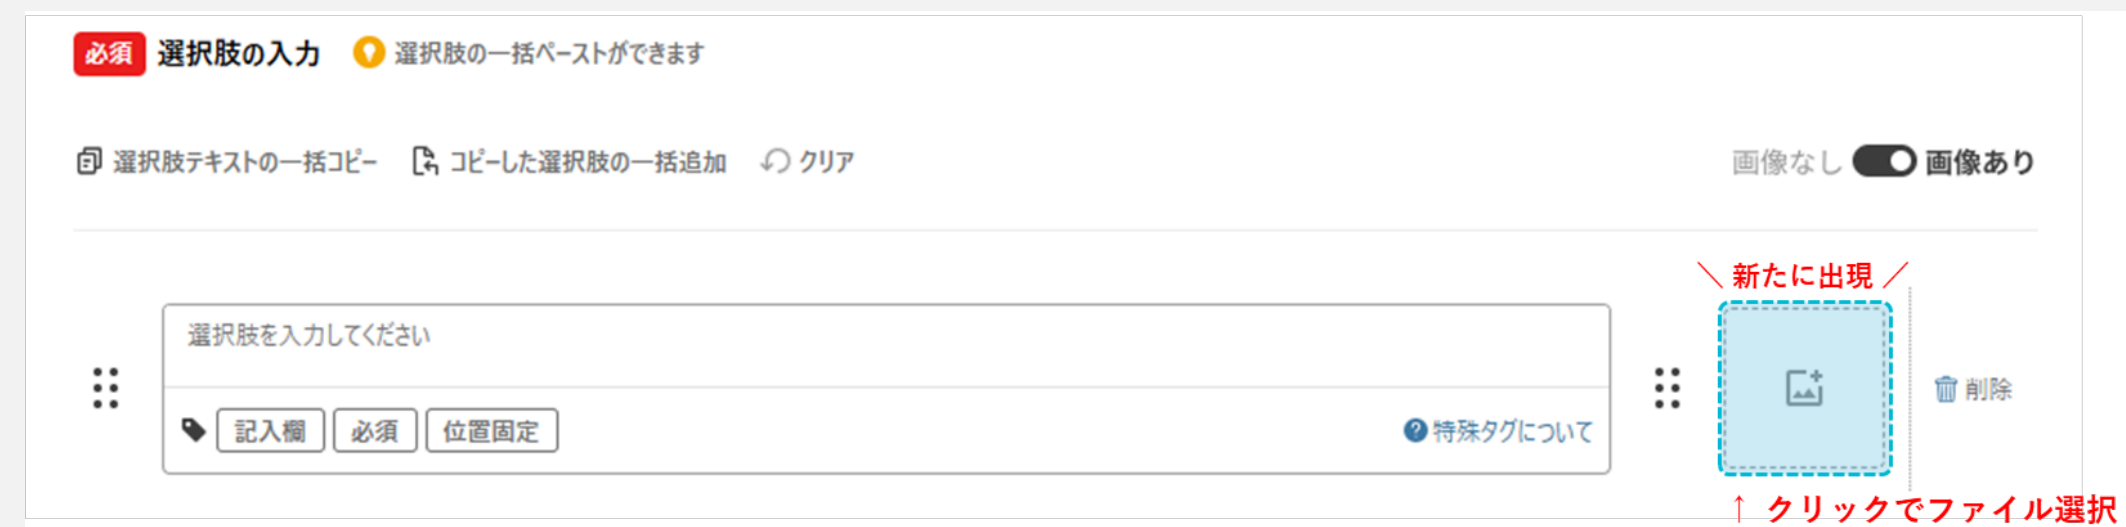 必須 選択肢の入力 選択肢の一括ペーストができます
選択肢テキストの一括コピー コピーした選択肢の一括追加 クリア 画像なし 画像あり
＼ 新たに出現 ／
選択肢を入力してください
削除
記入欄 必須 位置固定 ? 特殊タグについて
↑ クリックでファイル選択